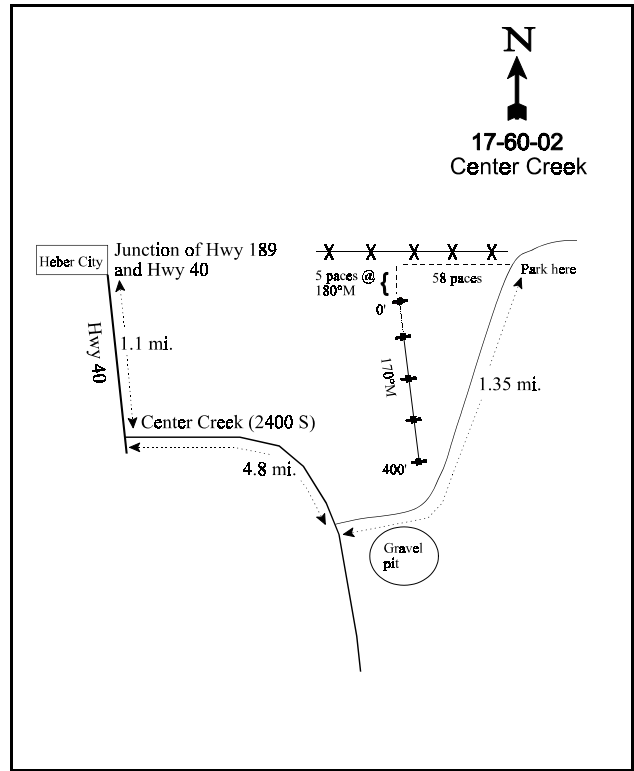 N
17-60-02
Center Creek
Heber City
Junction of Hwy 189
and Hwy 40
5 paces @
180°M
{
58 paces
Park here
0'
Hwy 40
1.1 mi.
170°M
1.35 mi.
Center Creek (2400 S)
4.8 mi.
400'
Gravel
pit